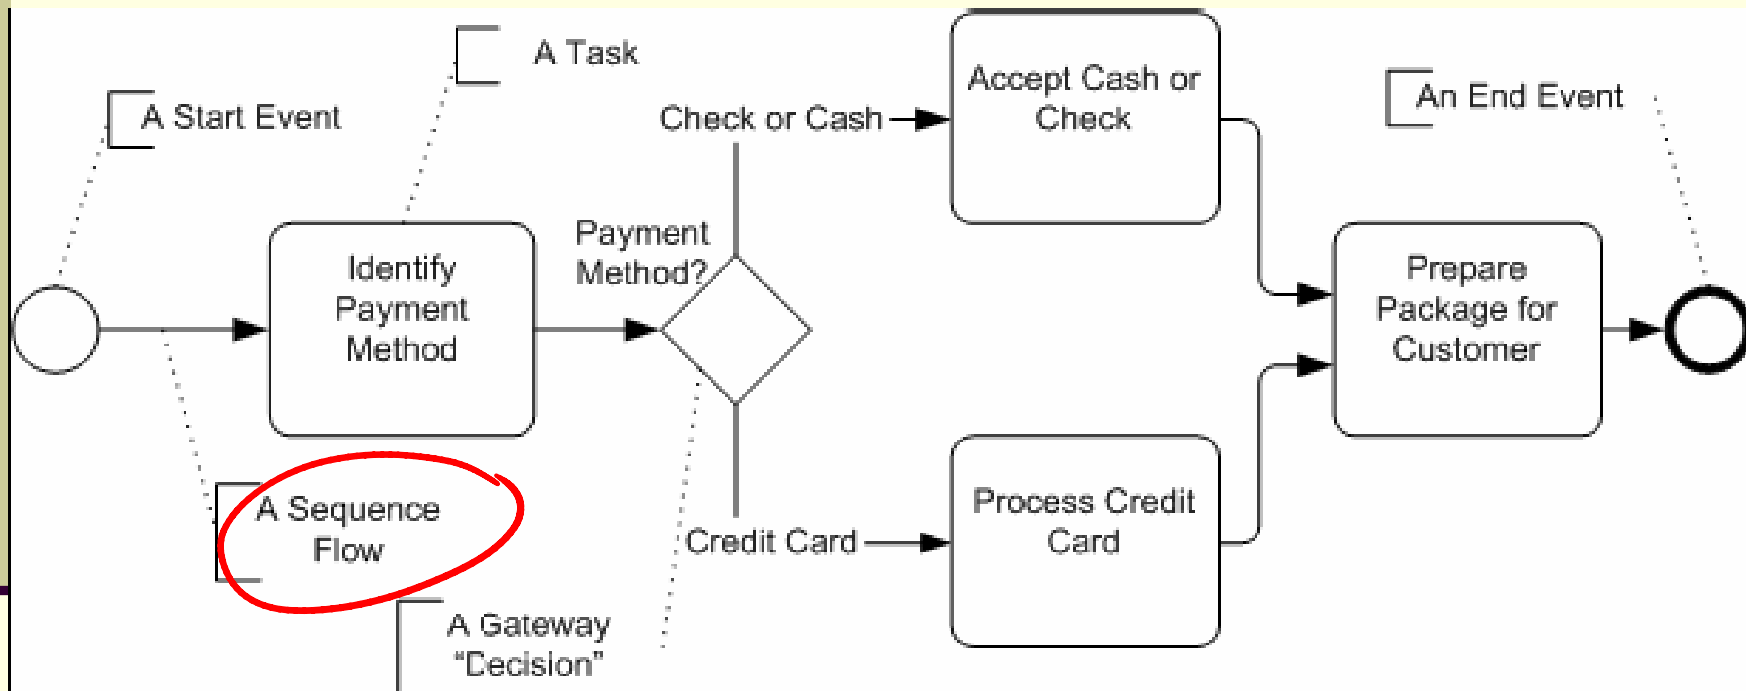 A Task
A Start Event
Check or Cash
Accept Cash or
Check
An End Event
Payment
Method?
Identify
Payment
Method
Prepare
Package for
Customer
A Sequence
Flow
Credit Card
Process Credit
Card
A Gateway
“Decision”